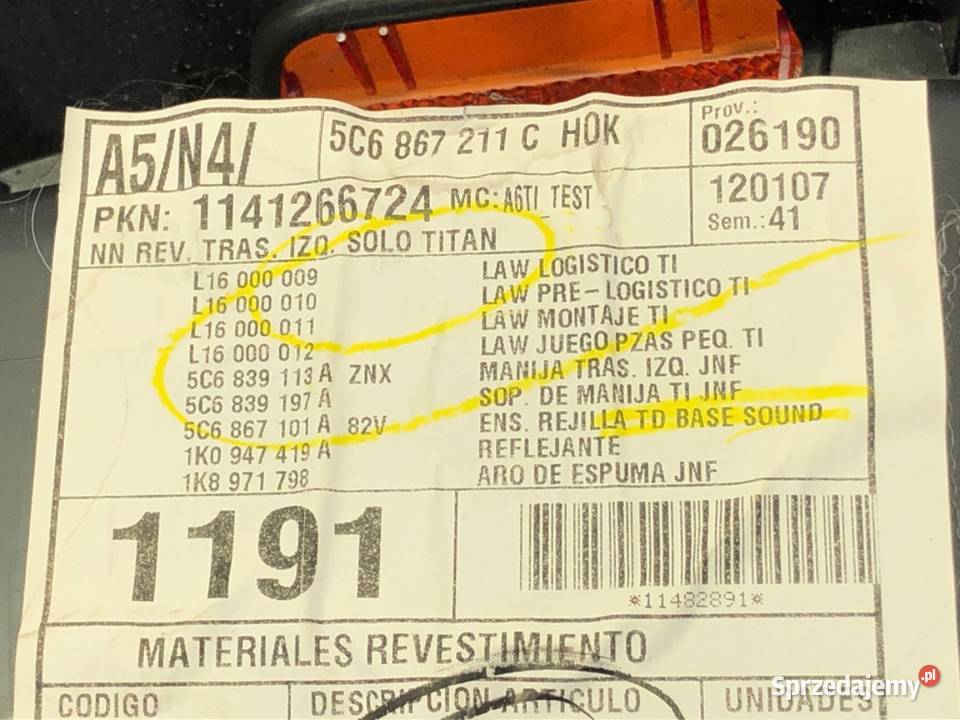 A5/N4/ 5C6 867 211 C H0K Prov.: 026190
PKN: 1141266724 MC: A6TI TEST 120107
NN REV. TRAS. IZQ. SOLO TITAN Sem.: 41
L16 000 009 LAW LOGISTICO TI
L16 000 010 LAW PRE-LOGISTICO TI
L16 000 011 LAW MONTAJE TI
L16 000 012 LAW JUEGO PZAS PEQ. TI
5C6 839 113 A ZNX MANIJA TRAS. IZQ. JNF
5C6 839 197 A SOP. DE MANIJA TI JNF
5C6 867 101 A 82V ENS. REJILLA TD BASE SOUND
1K0 947 419 A REFLEJANTE
1K8 971 798 ARO DE ESPUMA JNF
1191
*11482891*
MATERIALES REVESTIMIENTO
CODIGO DESCRIPCION ARTICULO UNIDADES
Sprzedajemy.pl